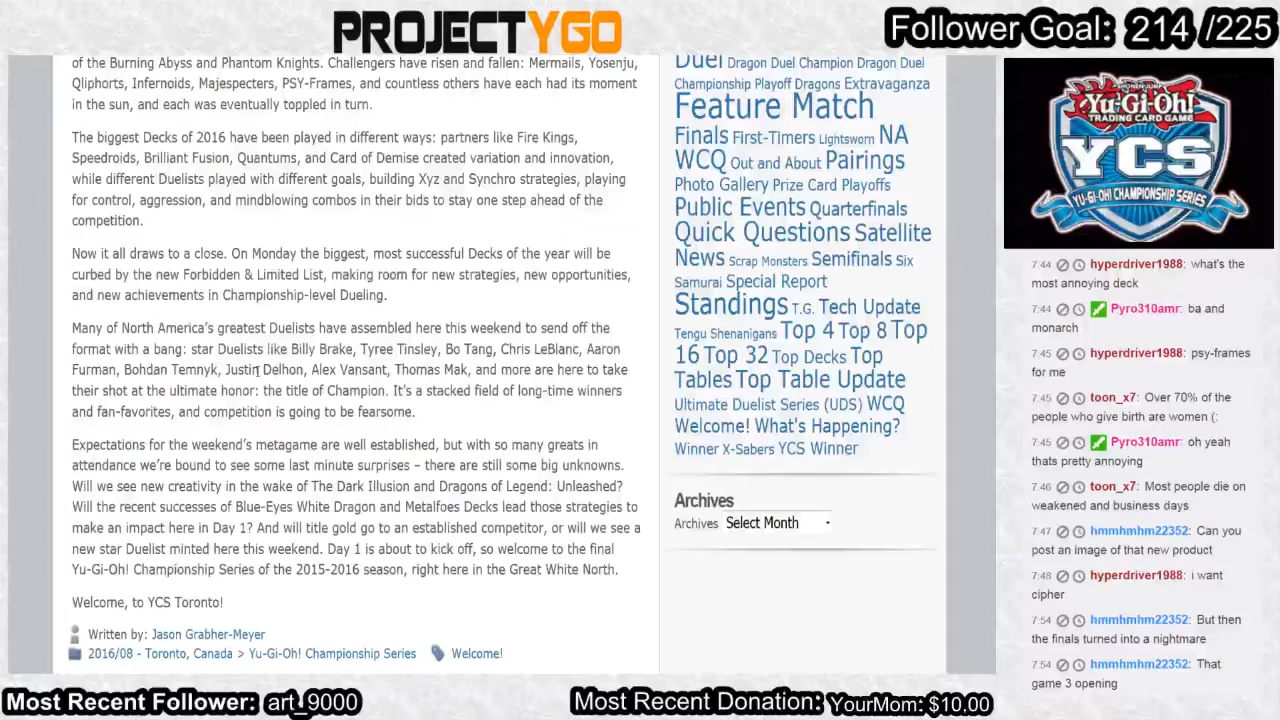 PROJECTYGO
Follower Goal: 214 /225
of the Burning Abyss and Phantom Knights. Challengers have risen and fallen: Mermails, Yosenju,
Qliphorts, Infernoids, Majespecters, PSY-Frames, and countless others have each had its moment
in the sun, and each was eventually toppled in turn.
The biggest Decks of 2016 have been played in different ways: partners like Fire Kings,
Speedroids, Brilliant Fusion, Quantums, and Card of Demise created variation and innovation,
while different Duelists played with different goals, building Xyz and Synchro strategies, playing
for control, aggression, and mindblowing combos in their bids to stay one step ahead of the
competition.
Now it all draws to a close. On Monday the biggest, most successful Decks of the year will be
curbed by the new Forbidden & Limited List, making room for new strategies, new opportunities,
and new achievements in Championship-level Dueling.
Many of North America's greatest Duelists have assembled here this weekend to send off the
format with a bang: star Duelists like Billy Brake, Tyree Tinsley, Bo Tang, Chris LeBlanc, Aaron
Furman, Bohdan Temnyk, Justin Delhon, Alex Vansant, Thomas Mak, and more are here to take
their shot at the ultimate honor: the title of Champion. It's a stacked field of long-time winners
and fan-favorites, and competition is going to be fearsome.
Expectations for the weekend's metagame are well established, but with so many greats in
attendance we're bound to see some last minute surprises – there are still some big unknowns.
Will we see new creativity in the wake of The Dark Illusion and Dragons of Legend: Unleashed?
Will the recent successes of Blue-Eyes White Dragon and Metalfoes Decks lead those strategies to
make an impact here in Day 1? And will title gold go to an established competitor, or will we see a
new star Duelist minted here this weekend. Day 1 is about to kick off, so welcome to the final
Yu-Gi-Oh! Championship Series of the 2015-2016 season, right here in the Great White North.
Welcome, to YCS Toronto!
Written by: Jason Grabher-Meyer
2016/08 - Toronto, Canada > Yu-Gi-Oh! Championship Series Welcome!
Duel Dragon Duel Champion Dragon Duel
Championship Playoff Dragons Extravaganza
Feature Match
Finals First-Timers Lightsworn NA
WCQ Out and About Pairings
Photo Gallery Prize Card Playoffs
Public Events Quarterfinals
Quick Questions Satellite
News Scrap Monsters Semifinals Six
Samurai Special Report
Standings T.G. Tech Update
Tengu Shenanigans Top 4 Top 8 Top
16 Top 32 Top Decks Top
Tables Top Table Update
Ultimate Duelist Series (UDS) WCQ
Welcome! What's Happening?
Winner X-Sabers YCS Winner
Archives
Archives Select Month
SHONEN JUMP
Yu-Gi-Oh!
TRADING CARD GAME
YCS
YU-GI-OH! CHAMPIONSHIP SERIES
7:44 hyperdriver1988: what's the
most annoying deck
7:44 Pyro310amr: ba and
monarch
7:45 hyperdriver1988: psy-frames
for me
7:45 toon_x7: Over 70% of the
people who give birth are women (:
7:45 Pyro310amr: oh yeah
thats pretty annoying
7:46 toon_x7: Most people die on
weakened and business days
7:47 hmmhmhm22352: Can you
post an image of that new product
7:48 hyperdriver1988: i want
cipher
7:54 hmmhmhm22352: But then
the finals turned into a nightmare
7:54 hmmhmhm22352: That
game 3 opening
Most Recent Follower: art_9000
Most Recent Donation: YourMom: $10.00